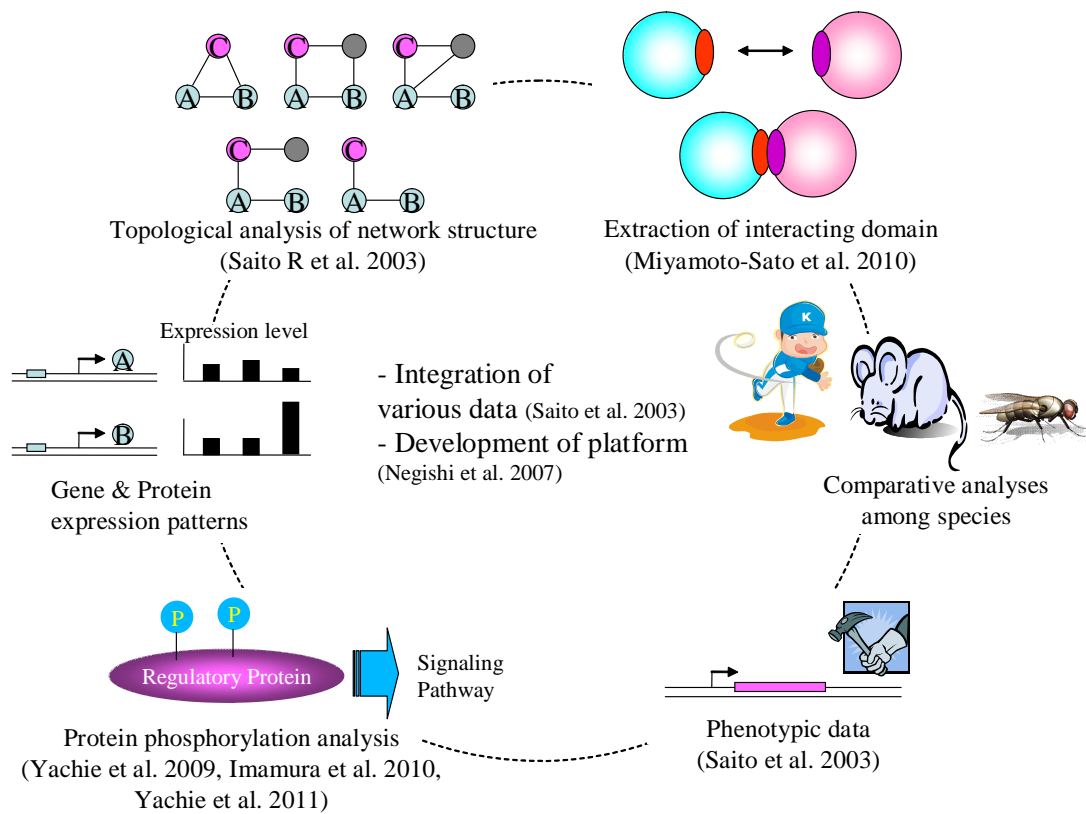 C
C
C
A
B
A
B
A
B
C
C
A
B
A
B
Topological analysis of network structure
(Saito R et al. 2003)
Extraction of interacting domain
(Miyamoto-Sato et al. 2010)
Expression level
A
B
Gene & Protein
expression patterns
- Integration of
various data (Saito et al. 2003)
- Development of platform
(Negishi et al. 2007)
K
Comparative analyses
among species
P
P
Regulatory Protein
Signaling
Pathway
Protein phosphorylation analysis
(Yachie et al. 2009, Imamura et al. 2010,
Yachie et al. 2011)
Phenotypic data
(Saito et al. 2003)